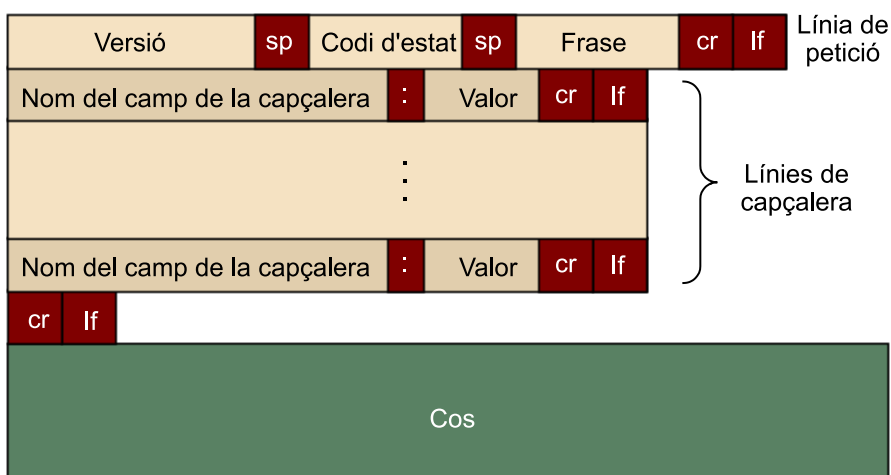 Versió sp Codi d'estat sp Frase cr lf Línia de petició
Nom del camp de la capçalera : Valor cr lf
Línies de capçalera
Nom del camp de la capçalera : Valor cr lf
cr lf
Cos